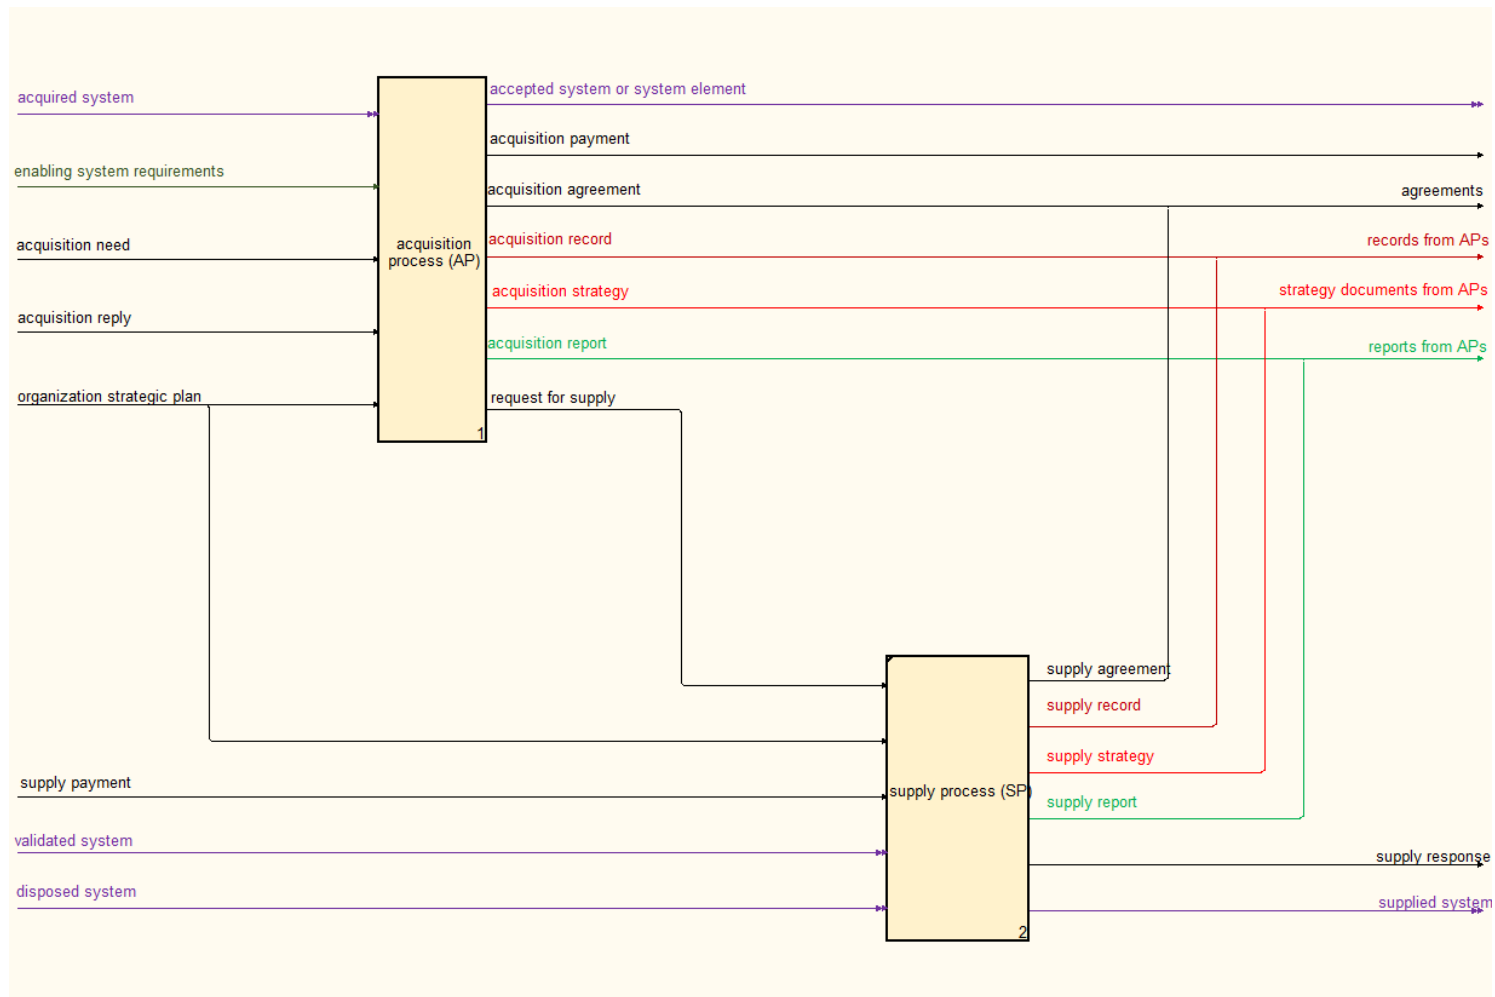 acquired system
accepted system or system element
acquisition payment
enabling system requirements
acquisition agreement
agreements
acquisition need
acquisition
process (AP)
acquisition record
records from APs
acquisition strategy
strategy documents from APs
acquisition reply
acquisition report
reports from APs
organization strategic plan
request for supply
1
supply agreement
supply record
supply strategy
supply payment
supply process (SP)
supply report
validated system
supply response
disposed system
supplied system
2